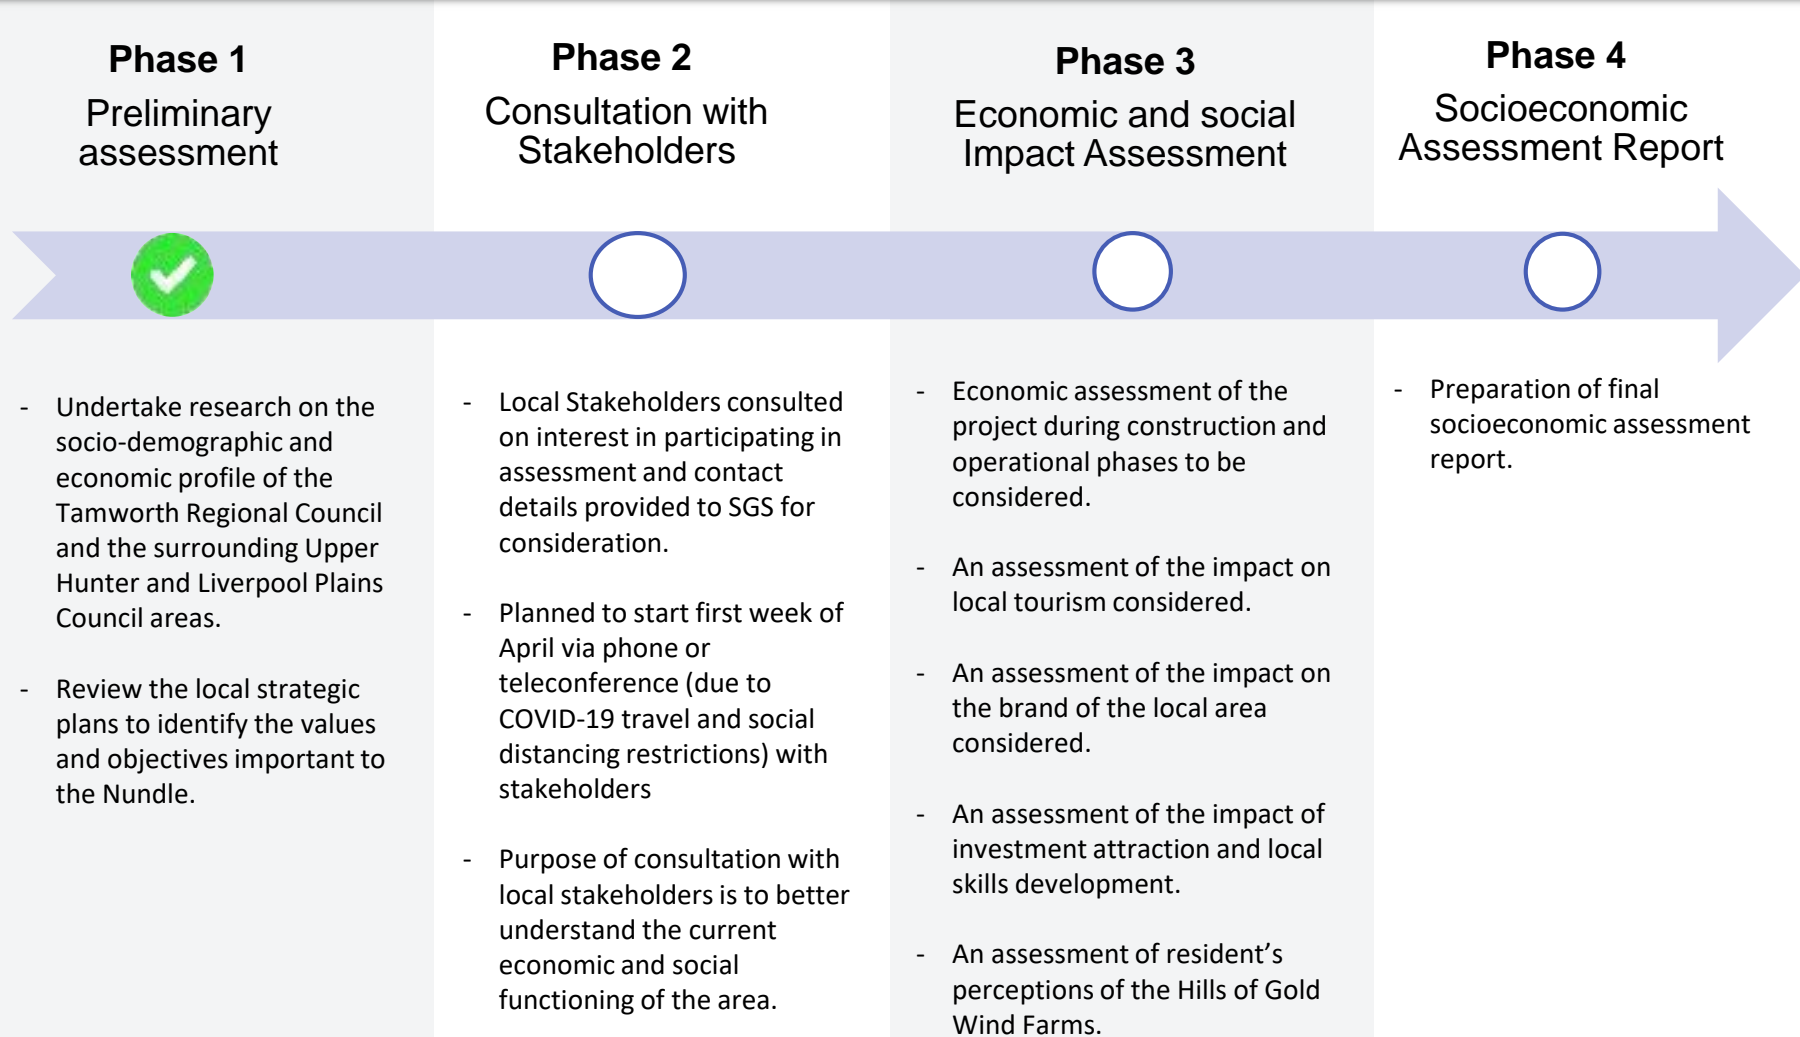 Phase 1
Preliminary
assessment
- Undertake research on the
socio-demographic and
economic profile of the
Tamworth Regional Council
and the surrounding Upper
Hunter and Liverpool Plains
Council areas.
- Review the local strategic
plans to identify the values
and objectives important to
the Nundle.
Phase 2
Consultation with
Stakeholders
- Local Stakeholders consulted
on interest in participating in
assessment and contact
details provided to SGS for
consideration.
- Planned to start first week of
April via phone or
teleconference (due to
COVID-19 travel and social
distancing restrictions) with
stakeholders
- Purpose of consultation with
local stakeholders is to better
understand the current
economic and social
functioning of the area.
Phase 3
Economic and social
Impact Assessment
- Economic assessment of the
project during construction and
operational phases to be
considered.
- An assessment of the impact on
local tourism considered.
- An assessment of the impact on
the brand of the local area
considered.
- An assessment of the impact of
investment attraction and local
skills development.
- An assessment of resident’s
perceptions of the Hills of Gold
Wind Farms.
Phase 4
Socioeconomic
Assessment Report
- Preparation of final
socioeconomic assessment
report.